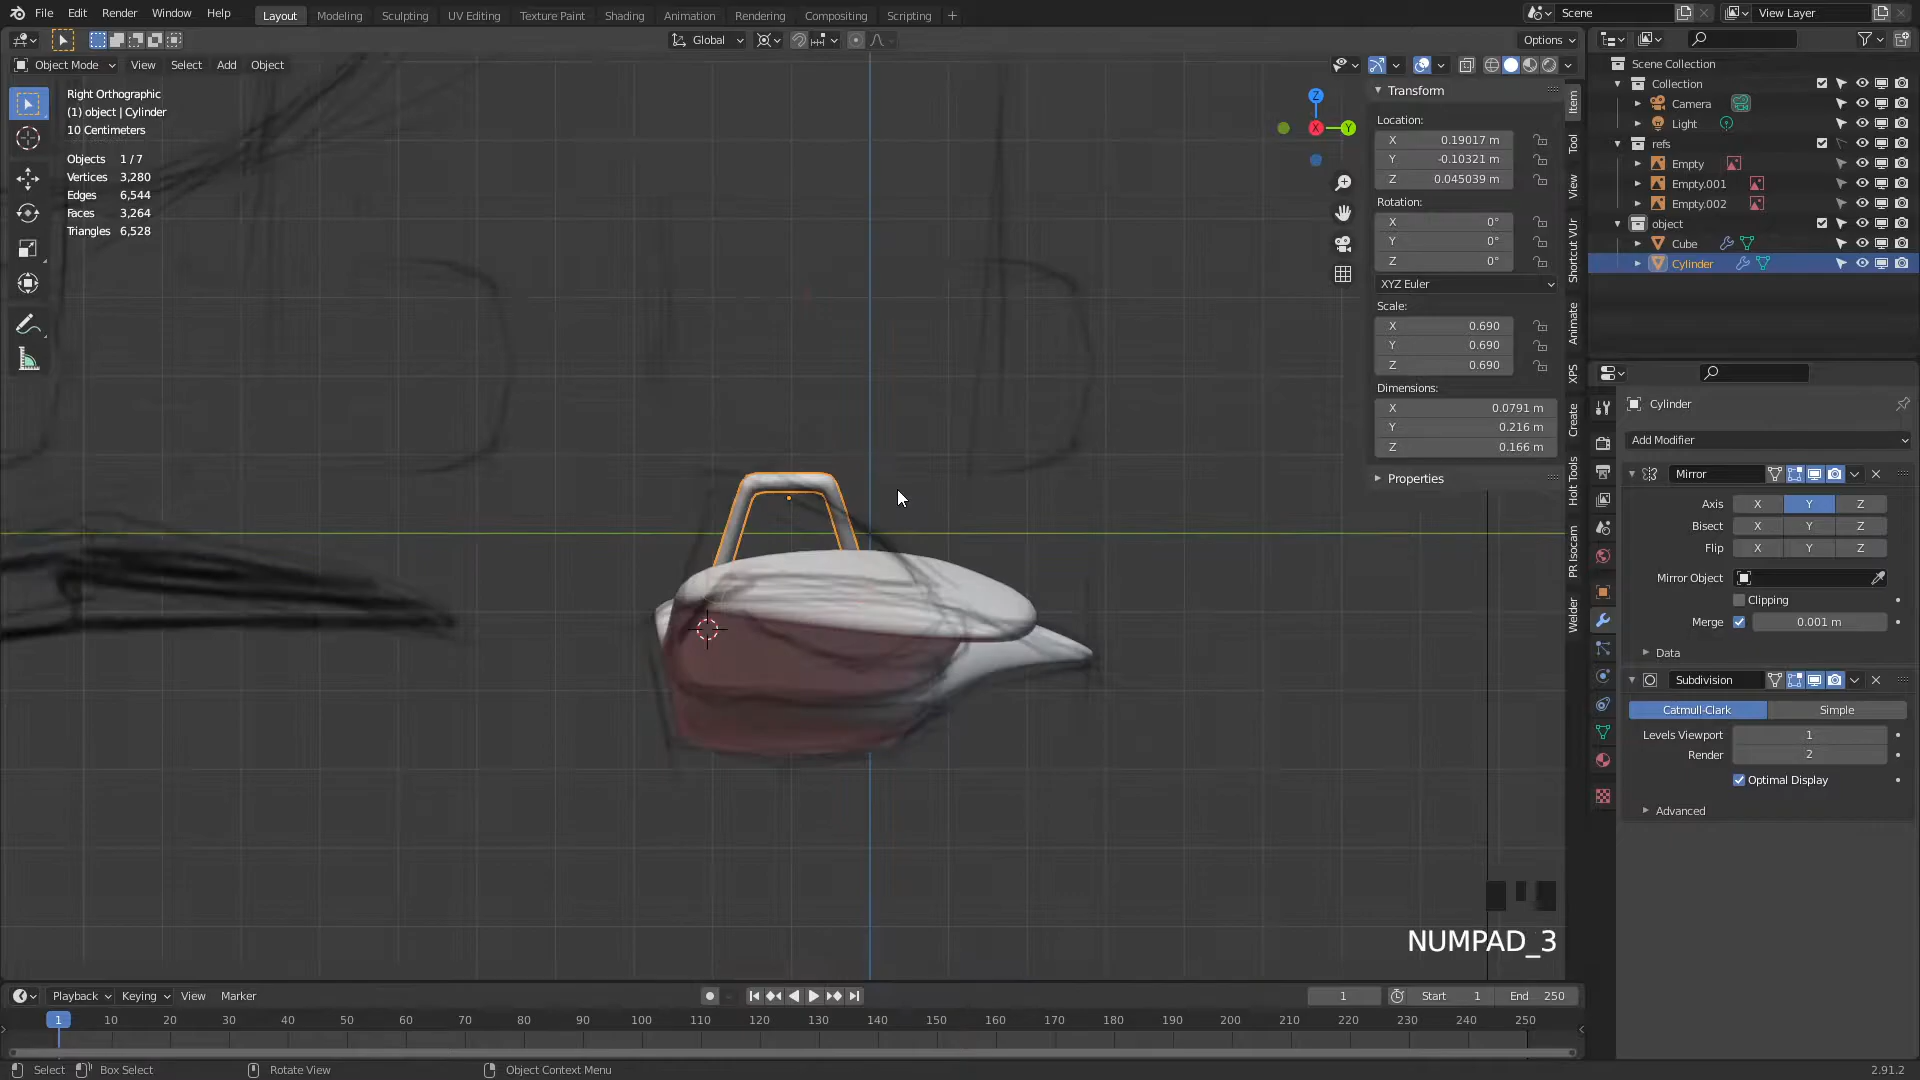 File Edit Render Window Help Layout Modeling Sculpting UV Editing Texture Paint Shading Animation Rendering Compositing Scripting + Scene View Layer
Global Options
Object Mode View Select Add Object
Right Orthographic
(1) object | Cylinder
10 Centimeters
Objects 1 / 7
Vertices 3,280
Edges 6,544
Faces 3,264
Triangles 6,528
Z
X
Y
Transform
Location:
X 0.19017 m
Y -0.10321 m
Z 0.045039 m
Rotation:
X 0°
Y 0°
Z 0°
XYZ Euler
Scale:
X 0.690
Y 0.690
Z 0.690
Dimensions:
X 0.0791 m
Y 0.216 m
Z 0.166 m
Properties
Item
Tool
View
Shortcut VUr
Animate
XPS
Create
Holt Tools
PR Isocam
Welder
Scene Collection
Collection
Camera
Light
refs
Empty
Empty.001
Empty.002
object
Cube
Cylinder
Cylinder
Add Modifier
Mirror
Axis X Y Z
Bisect X Y Z
Flip X Y Z
Mirror Object
Clipping
Merge 0.001 m
Data
Subdivision
Catmull-Clark Simple
Levels Viewport 1
Render 2
Optimal Display
Advanced
NUMPAD_3
Playback Keying View Marker 1 Start 1 End 250
1 10 20 30 40 50 60 70 80 90 100 110 120 130 140 150 160 170 180 190 200 210 220 230 240 250
Select Box Select Rotate View Object Context Menu 2.91.2